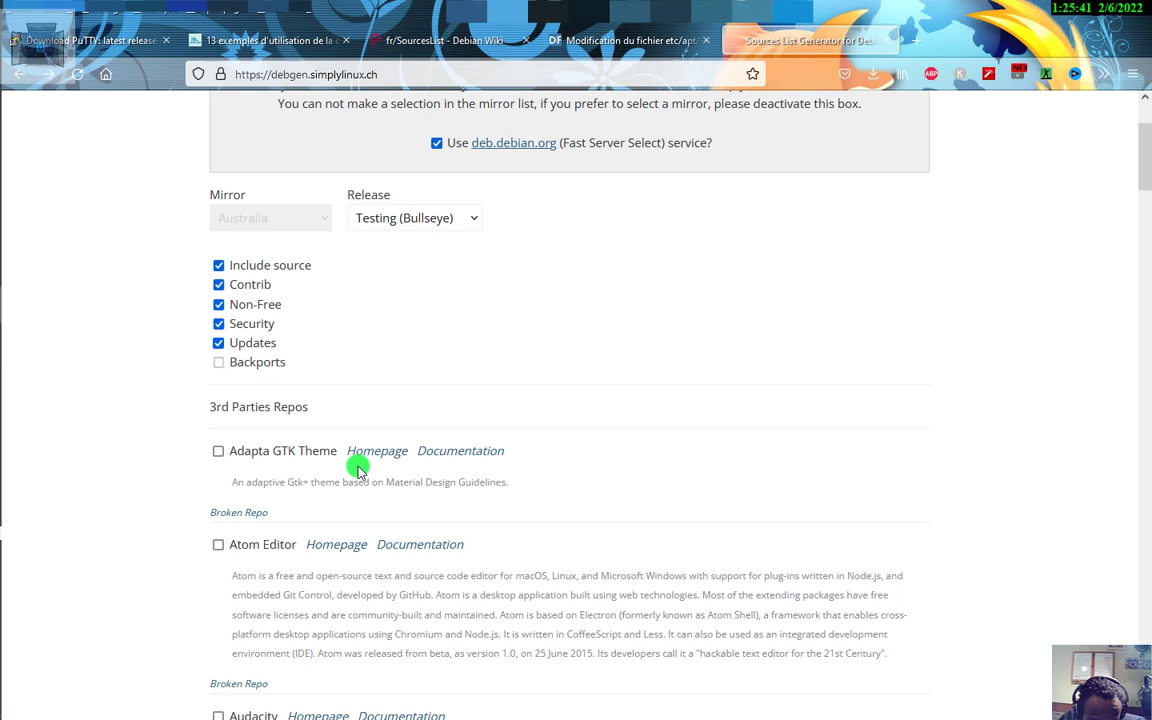 1:25:41 2/6/2022
Download PuTTY: latest release
13 exemples d'utilisation de la c
fr/SourcesList - Debian Wiki
DF Modification du fichier etc/apt/
Sources List Generator for Deb
https://debgen.simplylinux.ch
You can not make a selection in the mirror list, if you prefer to select a mirror, please deactivate this box.
Use deb.debian.org (Fast Server Select) service?
Mirror
Release
Australia
Testing (Bullseye)
Include source
Contrib
Non-Free
Security
Updates
Backports
3rd Parties Repos
Adapta GTK Theme Homepage Documentation
An adaptive Gtk+ theme based on Material Design Guidelines.
Broken Repo
Atom Editor Homepage Documentation
Atom is a free and open-source text and source code editor for macOS, Linux, and Microsoft Windows with support for plug-ins written in Node.js, and
embedded Git Control, developed by GitHub. Atom is a desktop application built using web technologies. Most of the extending packages have free
software licenses and are community-built and maintained. Atom is based on Electron (formerly known as Atom Shell), a framework that enables cross-
platform desktop applications using Chromium and Node.js. It is written in CoffeeScript and Less. It can also be used as an integrated development
environment (IDE). Atom was released from beta, as version 1.0, on 25 June 2015. Its developers call it a "hackable text editor for the 21st Century".
Broken Repo
Audacity Homepage Documentation